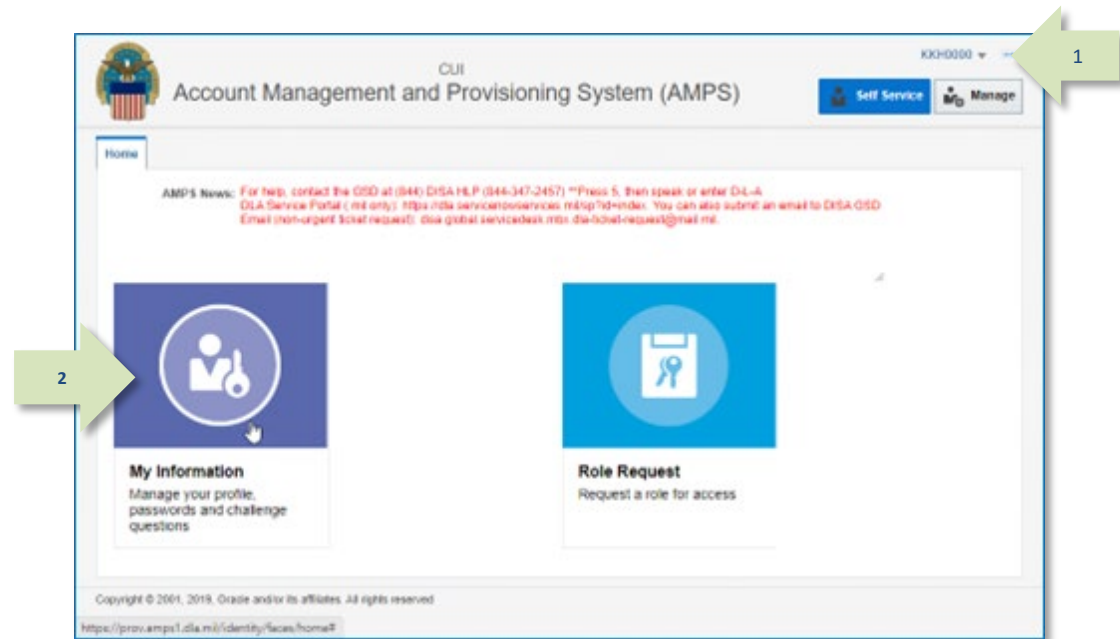 1
CUI
KKH0000
Account Management and Provisioning System (AMPS)
Self Service
Manage
Home
AMPS News: For help, contact the GSD at (844) DISA HLP (844-347-2457) **Press 5, then speak or enter D-L-A
DLA Service Portal (.mil only): https://dla.servicenowservices.mil/sp?id=index. You can also submit an email to DISA GSD
Email (non-urgent ticket request): disa.global.servicedesk.mbx.dla-ticket-request@mail.mil.
2
My Information
Manage your profile,
passwords and challenge
questions
Role Request
Request a role for access
Copyright © 2001, 2019, Oracle and/or its affiliates. All rights reserved
https://prov.amps1.dla.mil/identity/faces/home#